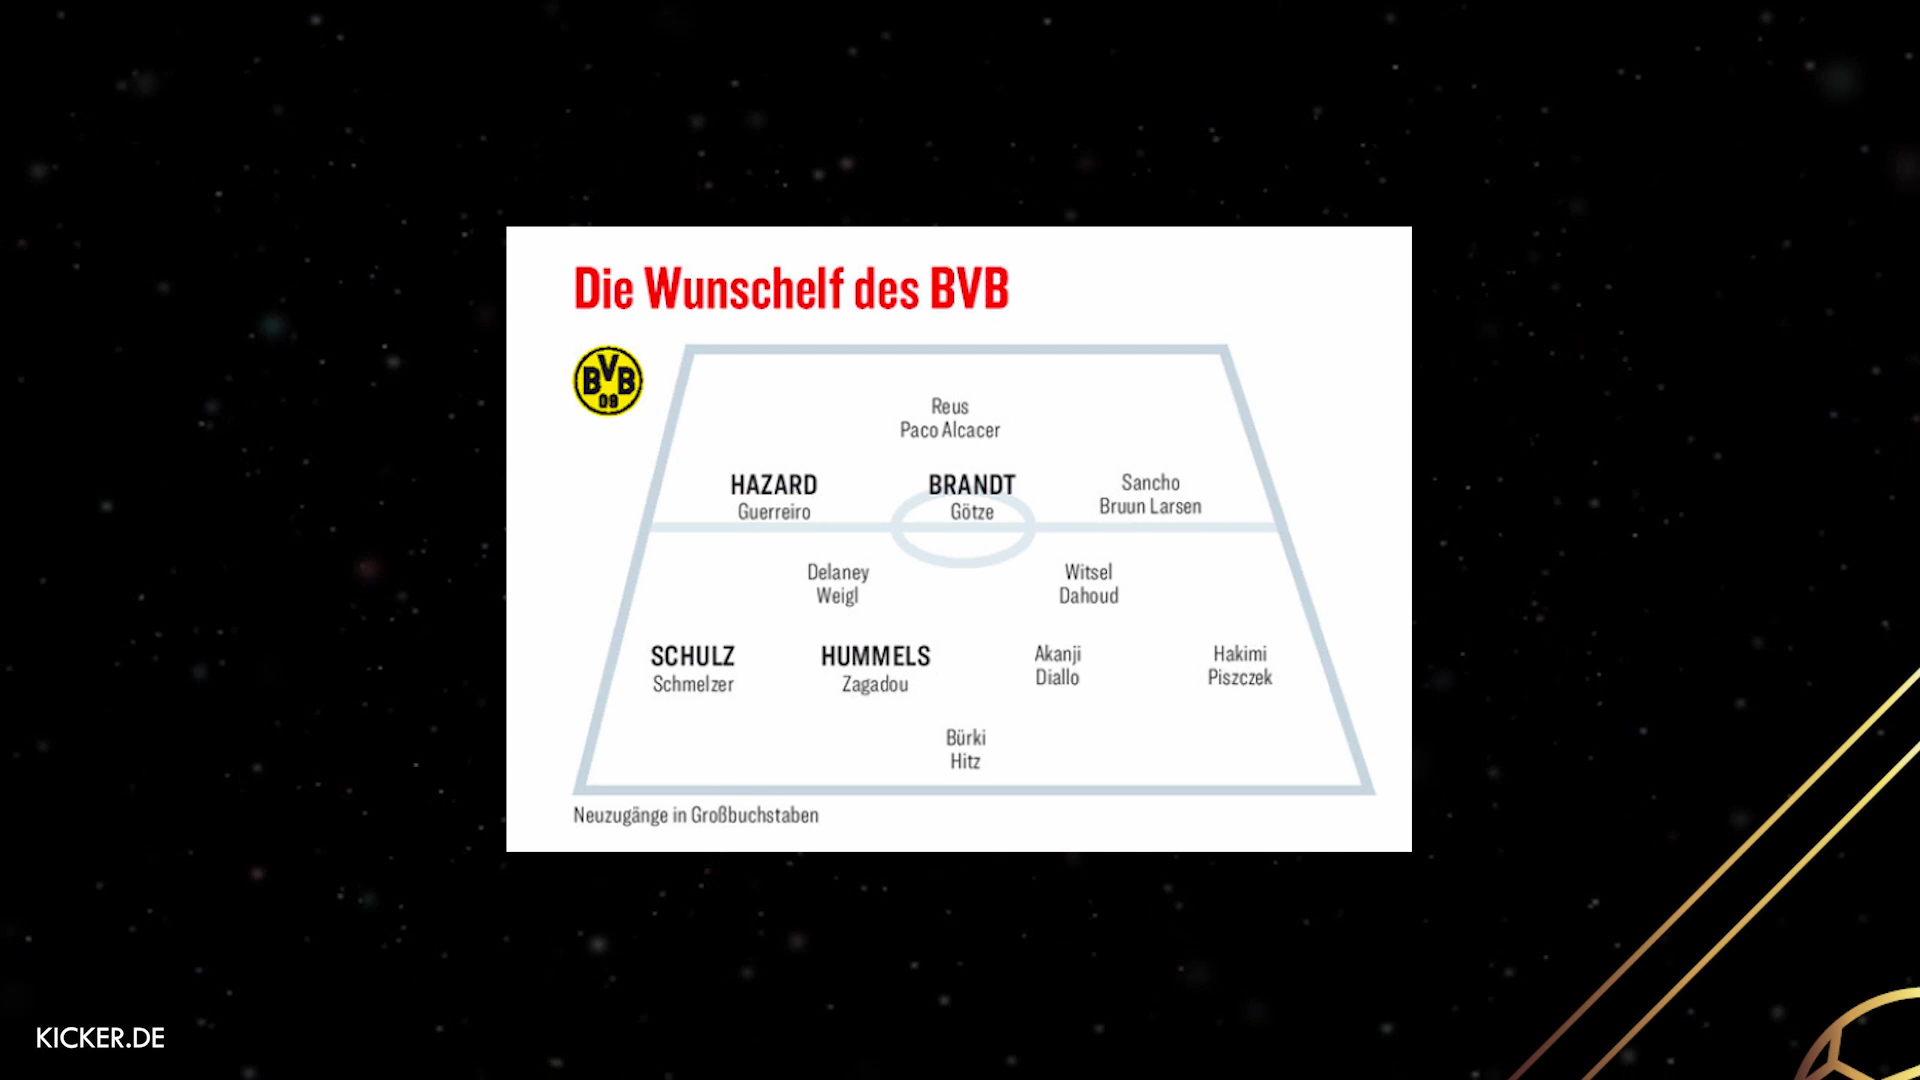 Die Wunschelf des BVB
BVB
09
Reus
Paco Alcacer
HAZARD
Guerreiro
BRANDT
Götze
Sancho
Bruun Larsen
Delaney
Weigl
Witsel
Dahoud
SCHULZ
Schmelzer
HUMMELS
Zagadou
Akanji
Diallo
Hakimi
Piszczek
Bürki
Hitz
Neuzugänge in Großbuchstaben
KICKER.DE